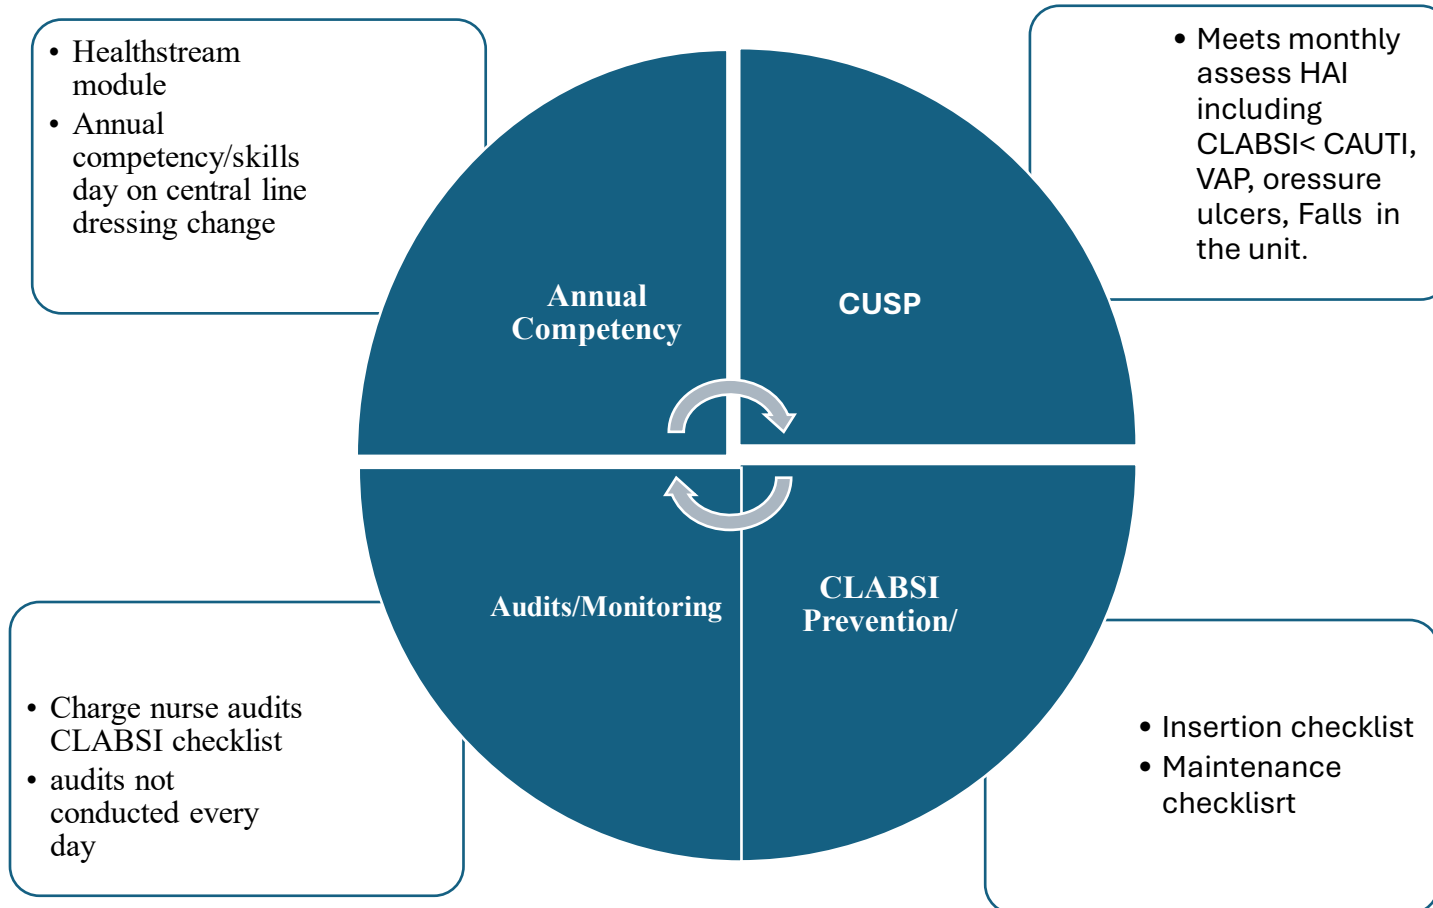 • Healthstream
module
• Annual
competency/skills
day on central line
dressing change
• Meets monthly
assess HAI
including
CLABSI< CAUTI,
VAP, oressure
ulcers, Falls in
the unit.
Annual
Competency
CUSP
Audits/Monitoring
CLABSI
Prevention/
• Charge nurse audits
CLABSI checklist
• audits not
conducted every
day
• Insertion checklist
• Maintenance
checklisrt